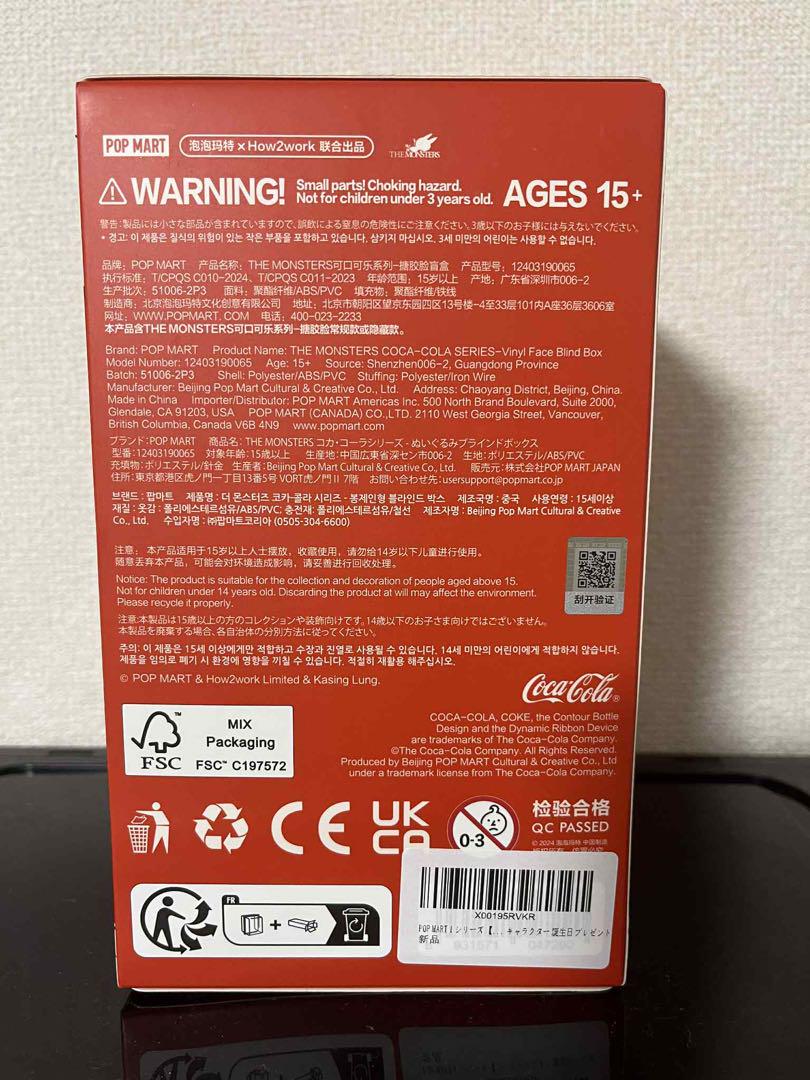 POP MART 泡泡玛特×How2work 联合出品 THE MONSTERS
WARNING! Small parts! Choking hazard. Not for children under 3 years old. AGES 15+
警告:製品には小さな部品が含まれていますので、誤飲による窒息の危険性にご注意ください。3歳以下のお子様には与えないでください。
* 경고: 이 제품은 질식의 위험이 있는 작은 부품을 포함하고 있습니다. 삼키지 마십시오. 3세 미만의 어린이는 사용할 수 없습니다.
品牌：POP MART 产品名称：THE MONSTERS可口可乐系列-搪胶脸盲盒 产品型号：12403190065
执行标准：T/CPQS C010-2024、T/CPQS C011-2023 年龄范围：15岁以上 产地：广东省深圳市006-2
生产批次：51006-2P3 面料：聚酯纤维/ABS/PVC 填充物：聚酯纤维/铁线
制造商：北京泡泡玛特文化创意有限公司 地址：北京市朝阳区望京东园四区13号楼-4至33层101内A座36层3606室
网址：WWW.POPMART.COM 电话：400-023-2233
本产品含THE MONSTERS可口可乐系列-搪胶脸常规款或隐藏款。
Brand: POP MART Product Name: THE MONSTERS COCA-COLA SERIES-Vinyl Face Blind Box
Model Number: 12403190065 Age: 15+ Source: Shenzhen006-2, Guangdong Province
Batch: 51006-2P3 Shell: Polyester/ABS/PVC Stuffing: Polyester/Iron Wire
Manufacturer: Beijing Pop Mart Cultural & Creative Co., Ltd. Address: Chaoyang District, Beijing, China.
Made in China Importer/Distributor: POP MART Americas Inc. 500 North Brand Boulevard, Suite 2000,
Glendale, CA 91203, USA POP MART (CANADA) CO.,LTD. 2110 West Georgia Street, Vancouver,
British Columbia, Canada V6B 4N9 www.popmart.com
ブランド:POP MART 商品名: THE MONSTERS コカ・コーラシリーズ - ぬいぐるみブラインドボックス
型番:12403190065 対象年齢:15歳以上 生産地:中国広東省深セン市006-2 生地:ポリエステル/ABS/PVC
充填物:ポリエステル/針金 生産者:Beijing Pop Mart Cultural & Creative Co., Ltd. 販売元:株式会社POP MART JAPAN
住所:東京都港区虎ノ門一丁目13番5号 VORT虎ノ門II 7階 お問い合わせ先:usersupport@popmart.co.jp
브랜드 : 팝마트 제품명 : 더 몬스터즈 코카-콜라 시리즈 - 봉제인형 블라인드 박스 제조국명 : 중국 사용연령 : 15세이상
재질 : 옷감 : 폴리에스테르섬유/ABS/PVC; 충전재: 폴리에스테르섬유/철선 제조자명 : Beijing Pop Mart Cultural & Creative
Co., Ltd. 수입자명 : ㈜팝마트코리아 (0505-304-6600)
注意：本产品适用于15岁以上人士摆放，收藏使用，请勿给14岁以下儿童进行使用。
随意丢弃本产品，可能会对环境造成影响，请妥善进行回收处理。
Notice: The product is suitable for the collection and decoration of people aged above 15.
Not for children under 14 years old. Discarding the product at will may affect the environment.
Please recycle it properly.
刮开验证
注意:本製品は15歳以上の方のコレクションや装飾向けです。14歳以下のお子さま向けではございません。
本製品を廃棄する場合、各自治体の分別方法に従ってください。
주의: 이 제품은 15세 이상에게만 적합하고 수장과 진열로 사용될 수 있습니다. 14세 미만의 어린이에게 적합하지 않습니다.
제품을 임의로 폐기 시 환경에 영향을 끼칠 수 있습니다. 적절히 재활용 해주십시오.
© POP MART & How2work Limited & Kasing Lung.
Coca-Cola®
COCA-COLA, COKE, the Contour Bottle
Design and the Dynamic Ribbon Device
are trademarks of The Coca-Cola Company.
©The Coca-Cola Company. All Rights Reserved.
Produced by Beijing POP MART Cultural & Creative Co., Ltd
under a trademark license from The Coca-Cola Company.
FSC™
MIX
Packaging
FSC™ C197572
CE
UK
CA
0-3
检验合格
QC PASSED
© 2024 泡泡玛特 中国制造
版权所有，仿冒必究
FR
X00195RVKR
POP MART l シリーズ【... キャラクター 誕生日 プレゼント
新品
931571 047290